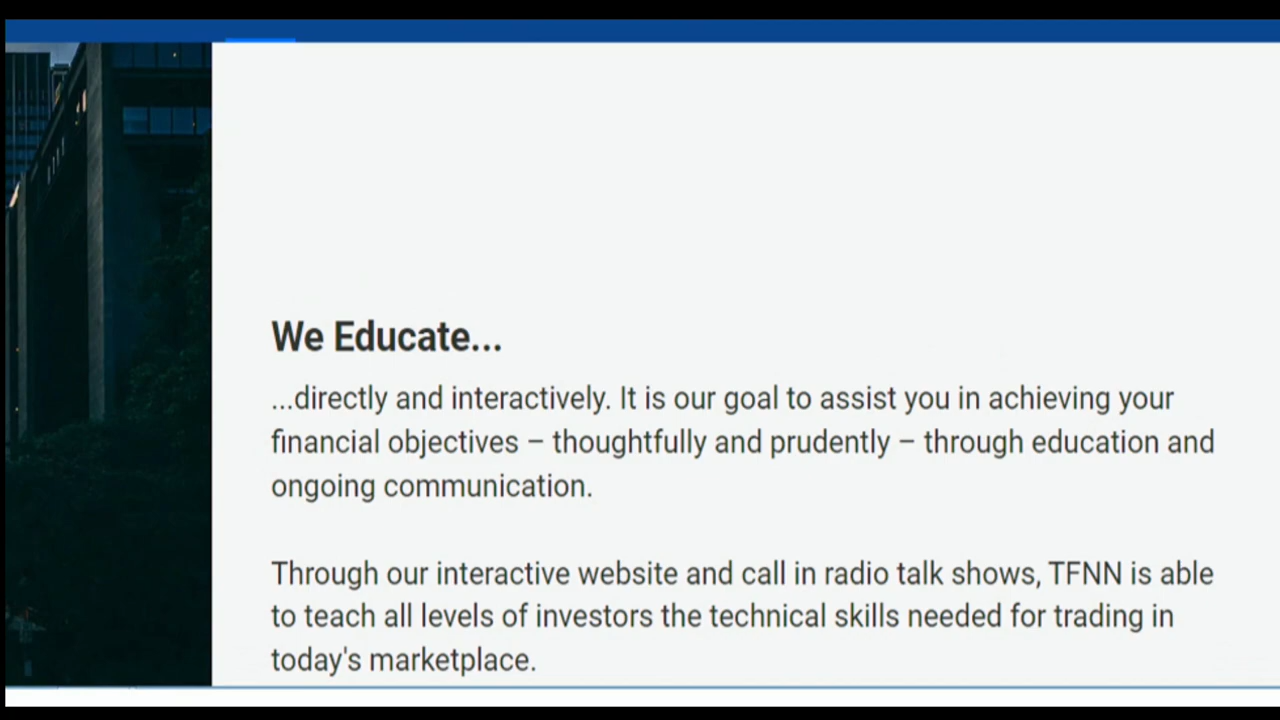 We Educate...
...directly and interactively. It is our goal to assist you in achieving your
financial objectives – thoughtfully and prudently – through education and
ongoing communication.
Through our interactive website and call in radio talk shows, TFNN is able
to teach all levels of investors the technical skills needed for trading in
today's marketplace.